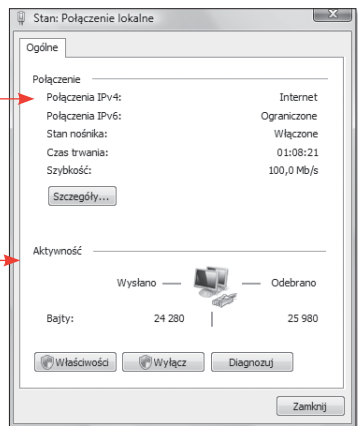 Stan: Połączenie lokalne
Ogólne
Połączenie
Połączenia IPv4: Internet
Połączenia IPv6: Ograniczone
Stan nośnika: Włączone
Czas trwania: 01:08:21
Szybkość: 100,0 Mb/s
Szczegóły...
Aktywność
Wysłano — — Odebrano
Bajty: 24 280 | 25 980
Właściwości Wyłącz Diagnozuj
Zamknij